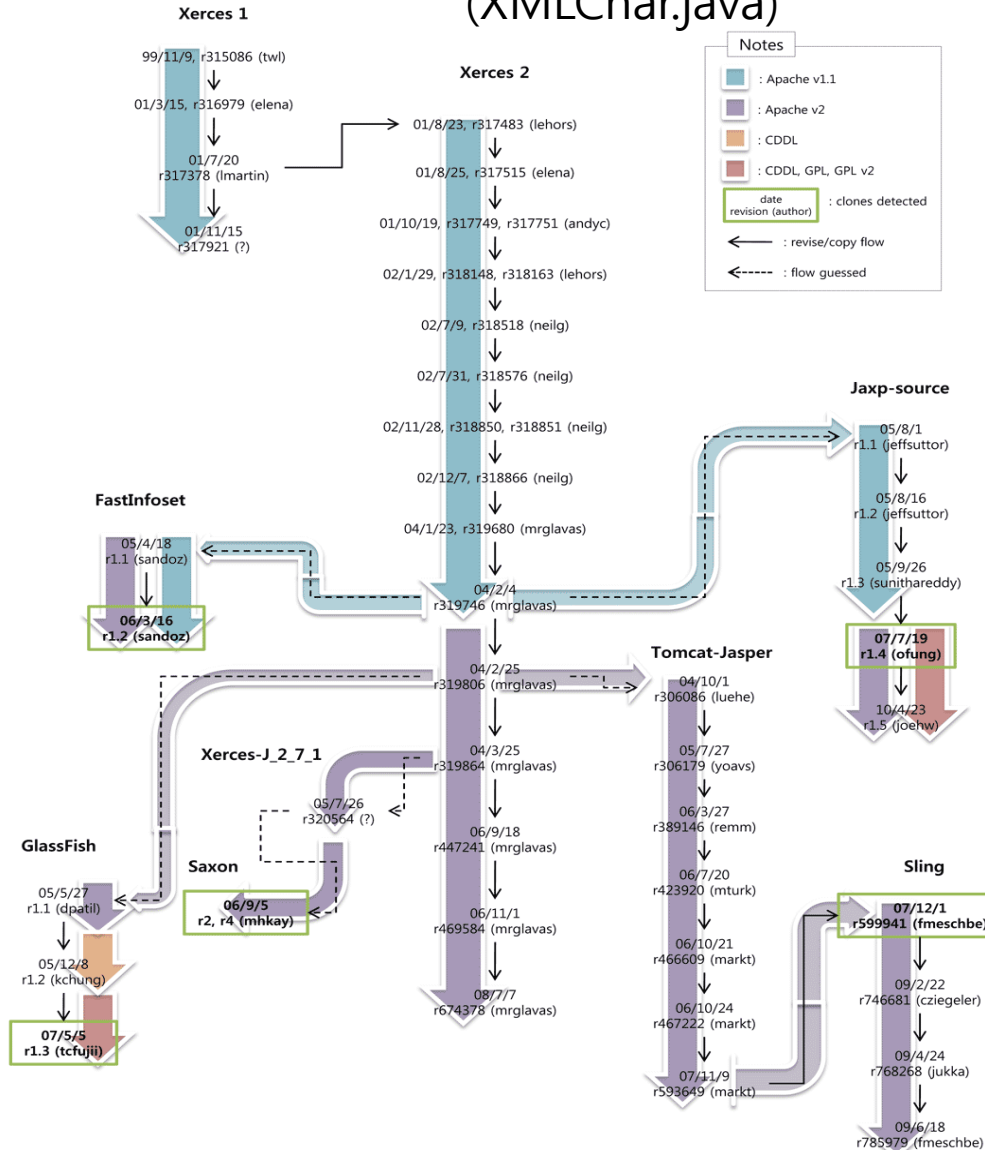 (XMLChar.java)
Xerces 1
99/11/9, r315086 (twl)
01/3/15, r316979 (elena)
01/7/20
r317378 (lmartin)
01/11/15
r317921 (?)
Xerces 2
01/8/23, r317483 (lehors)
01/8/25, r317515 (elena)
01/10/19, r317749, r317751 (andyc)
02/1/29, r318148, r318163 (lehors)
02/7/9, r318518 (neilg)
02/7/31, r318576 (neilg)
02/11/28, r318850, r318851 (neilg)
02/12/7, r318866 (neilg)
04/1/23, r319680 (mrglavas)
04/2/4
r319746 (mrglavas)
04/2/25
r319806 (mrglavas)
04/3/25
r319864 (mrglavas)
06/9/18
r447241 (mrglavas)
06/11/1
r469584 (mrglavas)
08/7/7
r674378 (mrglavas)
Notes
: Apache v1.1
: Apache v2
: CDDL
: CDDL, GPL, GPL v2
date
revision (author)
: clones detected
: revise/copy flow
: flow guessed
Jaxp-source
05/8/1
r1.1 (jeffsuttor)
05/8/16
r1.2 (jeffsuttor)
05/9/26
r1.3 (sunithareddy)
07/7/19
r1.4 (ofung)
10/4/23
r1.5 (joehw)
FastInfoset
05/4/18
r1.1 (sandoz)
06/3/16
r1.2 (sandoz)
Tomcat-Jasper
04/10/1
r306086 (luehe)
05/7/27
r306179 (yoavs)
06/3/27
r389146 (remm)
06/7/20
r423920 (mturk)
06/10/21
r466609 (markt)
06/10/24
r467222 (markt)
07/11/9
r593649 (markt)
Xerces-J_2_7_1
05/7/26
r320564 (?)
GlassFish
05/5/27
r1.1 (dpatil)
05/12/8
r1.2 (kchung)
07/5/5
r1.3 (tcfujii)
Saxon
06/9/5
r2, r4 (mhkay)
Sling
07/12/1
r599941 (fmeschbe)
09/2/22
r746681 (cziegeler)
09/4/24
r768268 (jukka)
09/6/18
r785979 (fmeschbe)